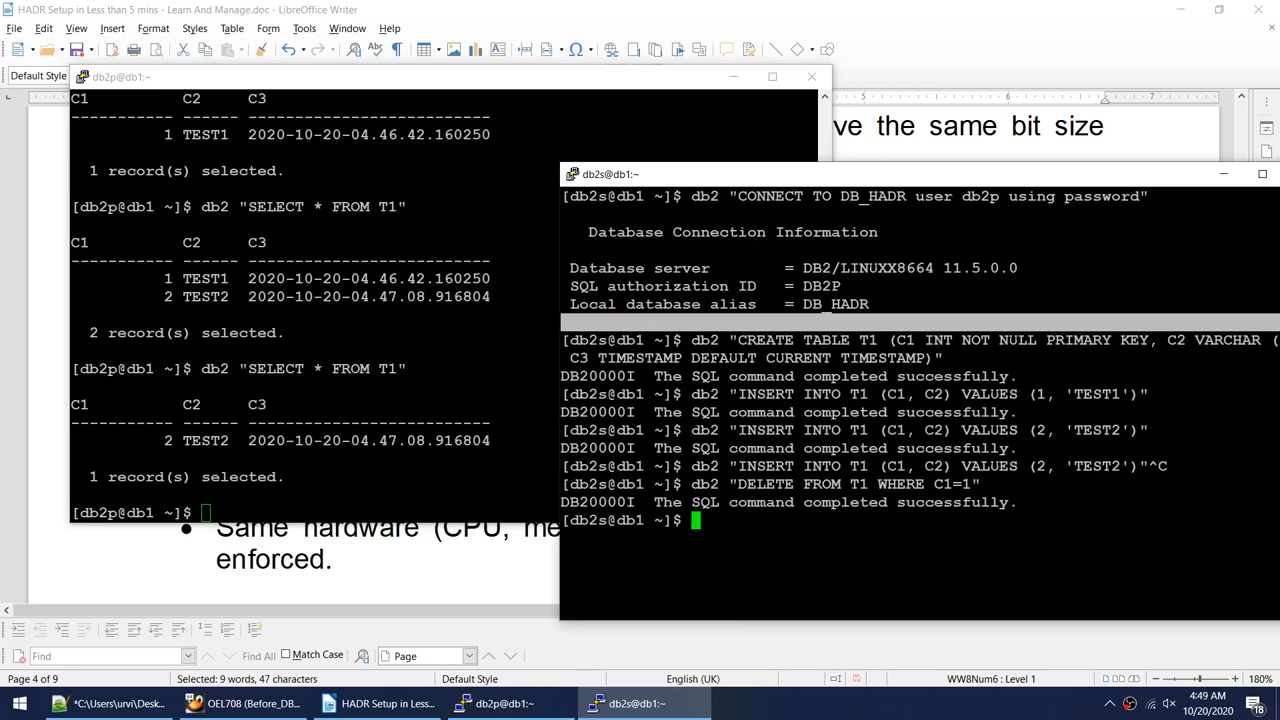 HADR Setup in Less than 5 mins - Learn And Manage.doc - LibreOffice Writer
File Edit View Insert Format Styles Table Form Tools Window Help
Default Style
5 6 7
ve the same bit size
db2p@db1:~
C1 C2 C3
----------- ----- --------------------------
1 TEST1 2020-10-20-04.46.42.160250
1 record(s) selected.
[db2p@db1 ~]$ db2 "SELECT * FROM T1"
C1 C2 C3
----------- ----- --------------------------
1 TEST1 2020-10-20-04.46.42.160250
2 TEST2 2020-10-20-04.47.08.916804
2 record(s) selected.
[db2p@db1 ~]$ db2 "SELECT * FROM T1"
C1 C2 C3
----------- ----- --------------------------
2 TEST2 2020-10-20-04.47.08.916804
1 record(s) selected.
[db2p@db1 ~]$
db2s@db1:~
[db2s@db1 ~]$ db2 "CONNECT TO DB_HADR user db2p using password"
Database Connection Information
Database server = DB2/LINUXX8664 11.5.0.0
SQL authorization ID = DB2P
Local database alias = DB_HADR
[db2s@db1 ~]$ db2 "CREATE TABLE T1 (C1 INT NOT NULL PRIMARY KEY, C2 VARCHAR (
C3 TIMESTAMP DEFAULT CURRENT TIMESTAMP)"
DB20000I The SQL command completed successfully.
[db2s@db1 ~]$ db2 "INSERT INTO T1 (C1, C2) VALUES (1, 'TEST1')"
DB20000I The SQL command completed successfully.
[db2s@db1 ~]$ db2 "INSERT INTO T1 (C1, C2) VALUES (2, 'TEST2')"
DB20000I The SQL command completed successfully.
[db2s@db1 ~]$ db2 "INSERT INTO T1 (C1, C2) VALUES (2, 'TEST2')"^C
[db2s@db1 ~]$ db2 "DELETE FROM T1 WHERE C1=1"
DB20000I The SQL command completed successfully.
[db2s@db1 ~]$
• Same hardware (CPU, me
enforced.
Find Find All Match Case Page
Page 4 of 9 Selected: 9 words, 47 characters Default Style English (UK) WW8Num6 : Level 1 180%
*C:\Users\urvi\Desk... OEL708 (Before_DB... HADR Setup in Less... db2p@db1:~ db2s@db1:~
4:49 AM
10/20/2020
18